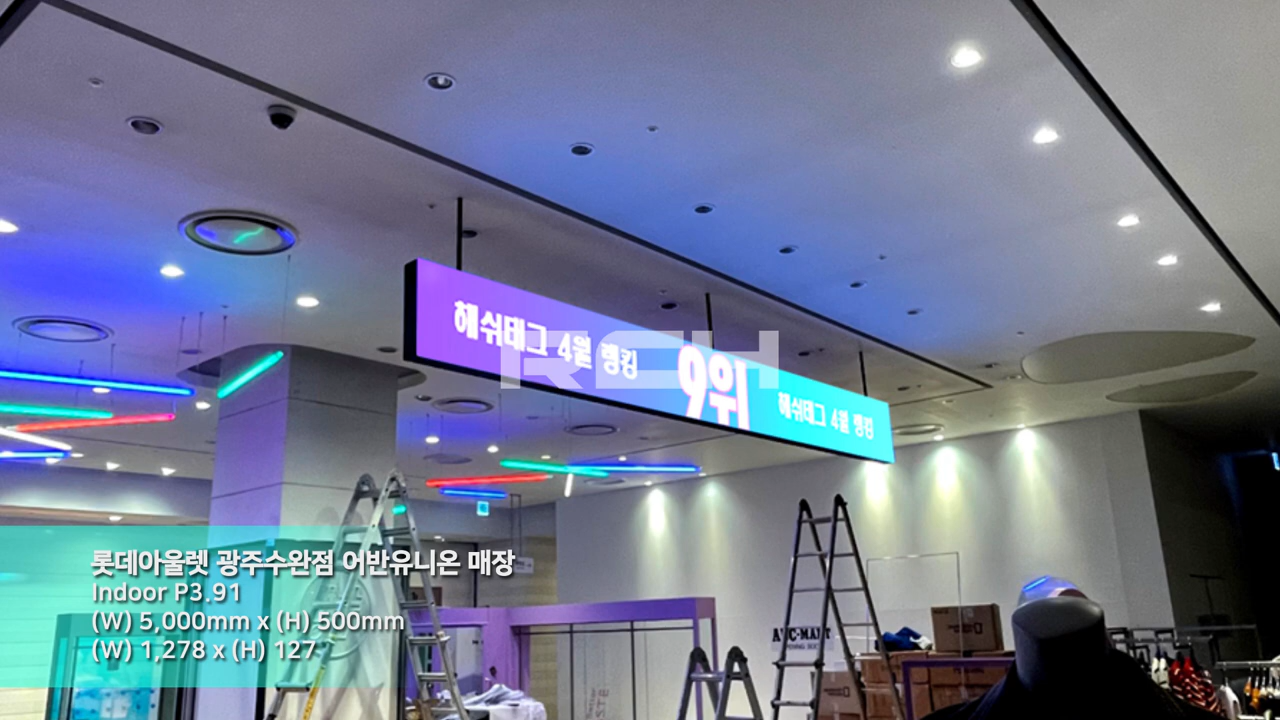 헤쉬태그 4월 랭킹
9위
헤쉬태그 4월 랭킹
RGH
롯데아울렛 광주수완점 어반유니온 매장
Indoor P3.91
(W) 5,000mm x (H) 500mm
(W) 1,278 x (H) 127